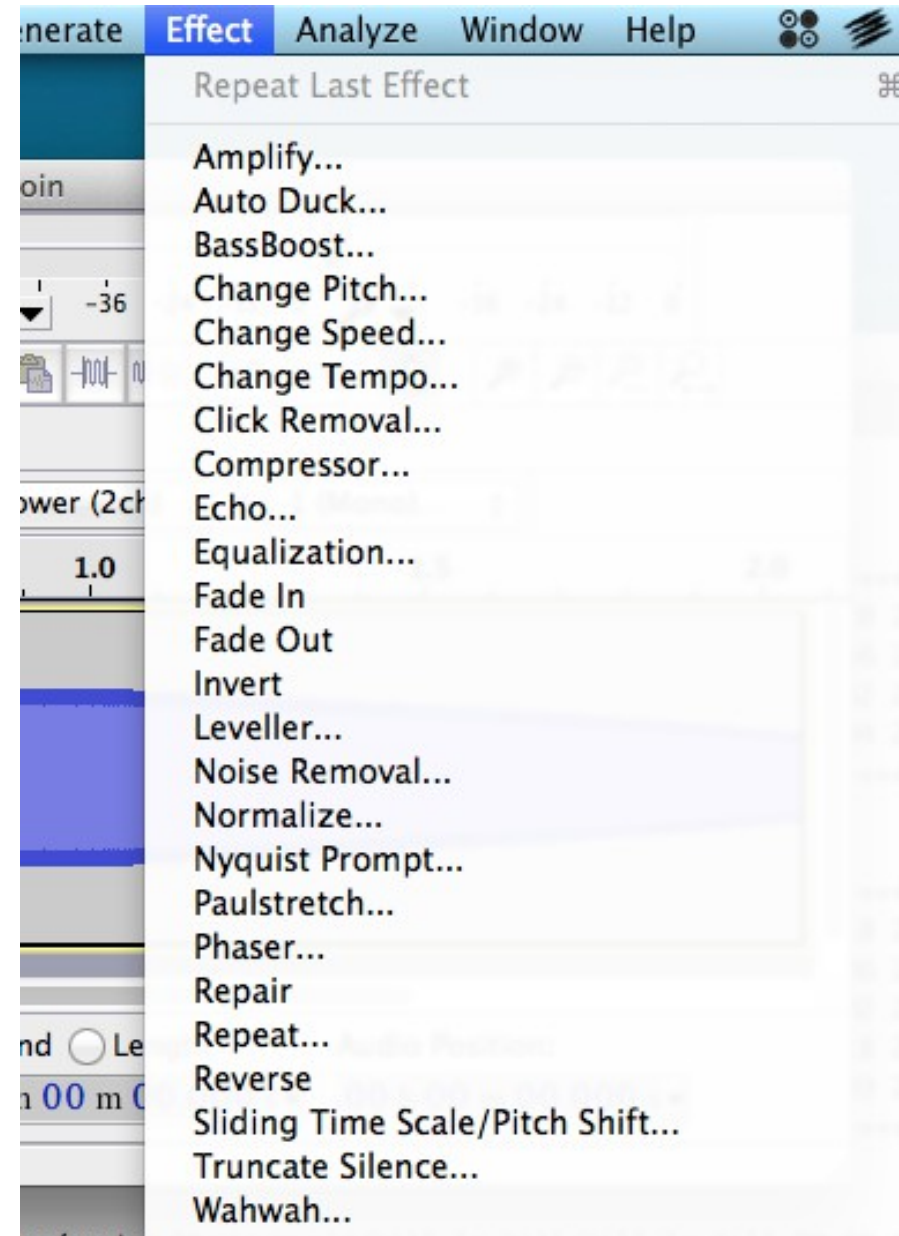 Effect Analyze Window Help
Repeat Last Effect
Amplify...
Auto Duck...
BassBoost...
Change Pitch...
Change Speed...
Change Tempo...
Click Removal...
Compressor...
Echo...
Equalization...
Fade In
Fade Out
Invert
Leveller...
Noise Removal...
Normalize...
Nyquist Prompt...
Paulstretch...
Phaser...
Repair
Repeat...
Reverse
Sliding Time Scale/Pitch Shift...
Truncate Silence...
Wahwah...
-36
(2ch
1.0
00 m